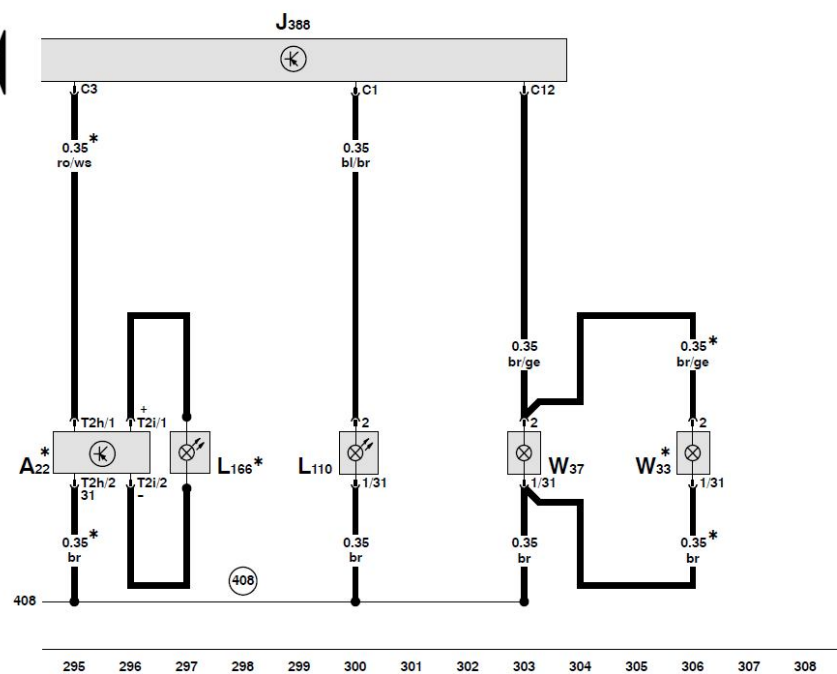 J388
C3 C1 C12
0.35* 0.35
ro/ws bl/br
0.35 0.35*
br/ge br/ge
+
T2h/1 T2i/1 2 2 2
A22* L166* L110 W37 W33*
T2h/2 T2i/2 1/31 1/31 1/31
31 −
0.35* 0.35 0.35 0.35*
br br br br
408
408
295 296 297 298 299 300 301 302 303 304 305 306 307 308